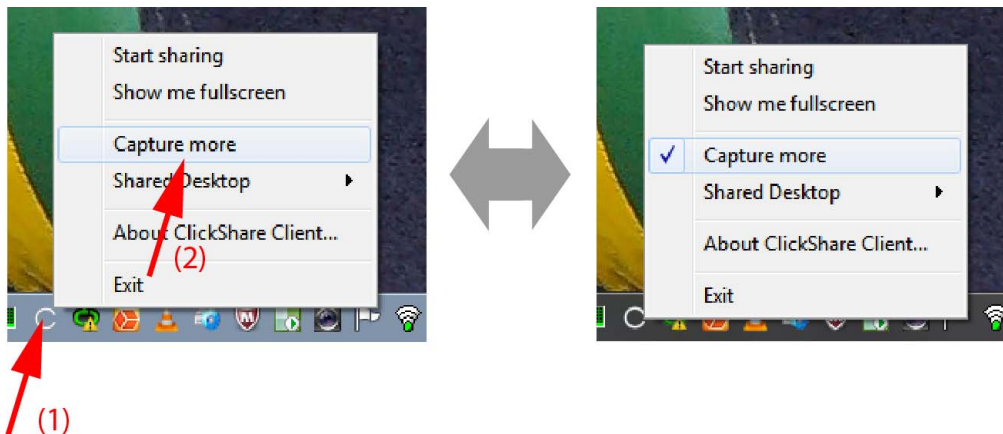 Start sharing
Show me fullscreen
Capture more
Shared Desktop
About ClickShare Client...
(2)
Exit
(1)
Start sharing
Show me fullscreen
Capture more
Shared Desktop
About ClickShare Client...
Exit